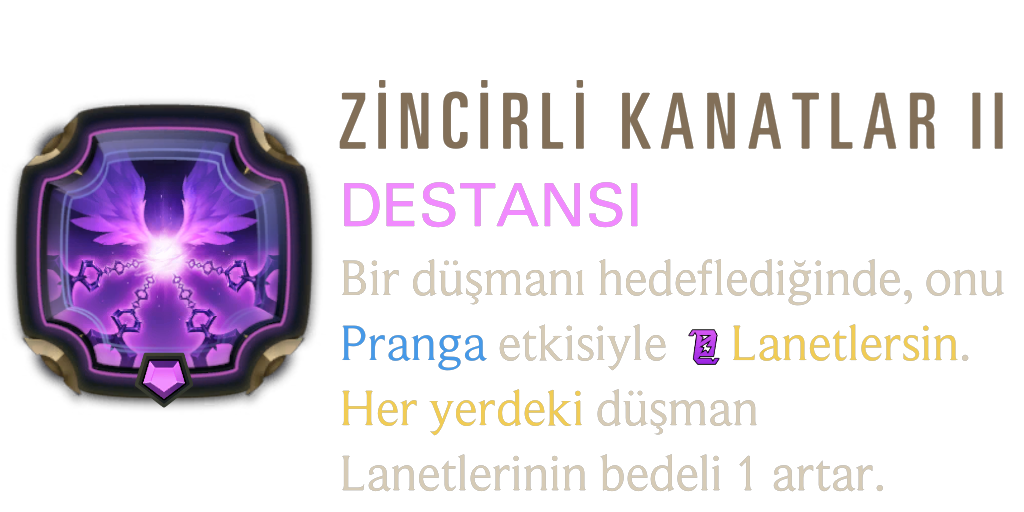 ZİNCİRLİ KANATLAR II
DESTANSI
Bir düşmanı hedeflediğinde, onu
Pranga etkisiyle Lanetlersin.
Her yerdeki düşman
Lanetlerinin bedeli 1 artar.